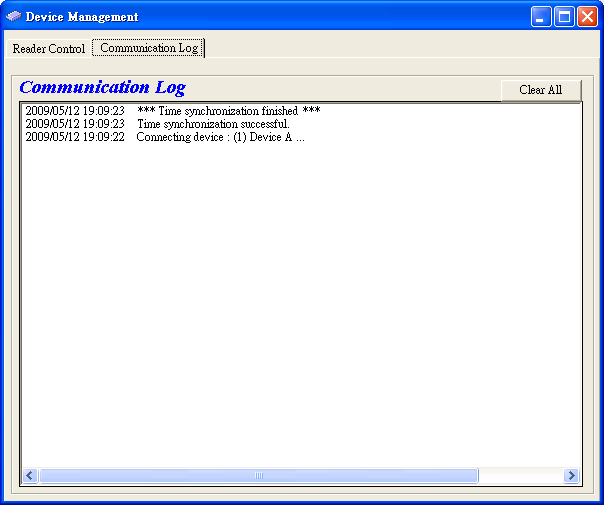 Device Management
Reader Control Communication Log
Communication Log
Clear All
2009/05/12 19:09:23 *** Time synchronization finished ***
2009/05/12 19:09:23 Time synchronization successful.
2009/05/12 19:09:22 Connecting device : (1) Device A ...